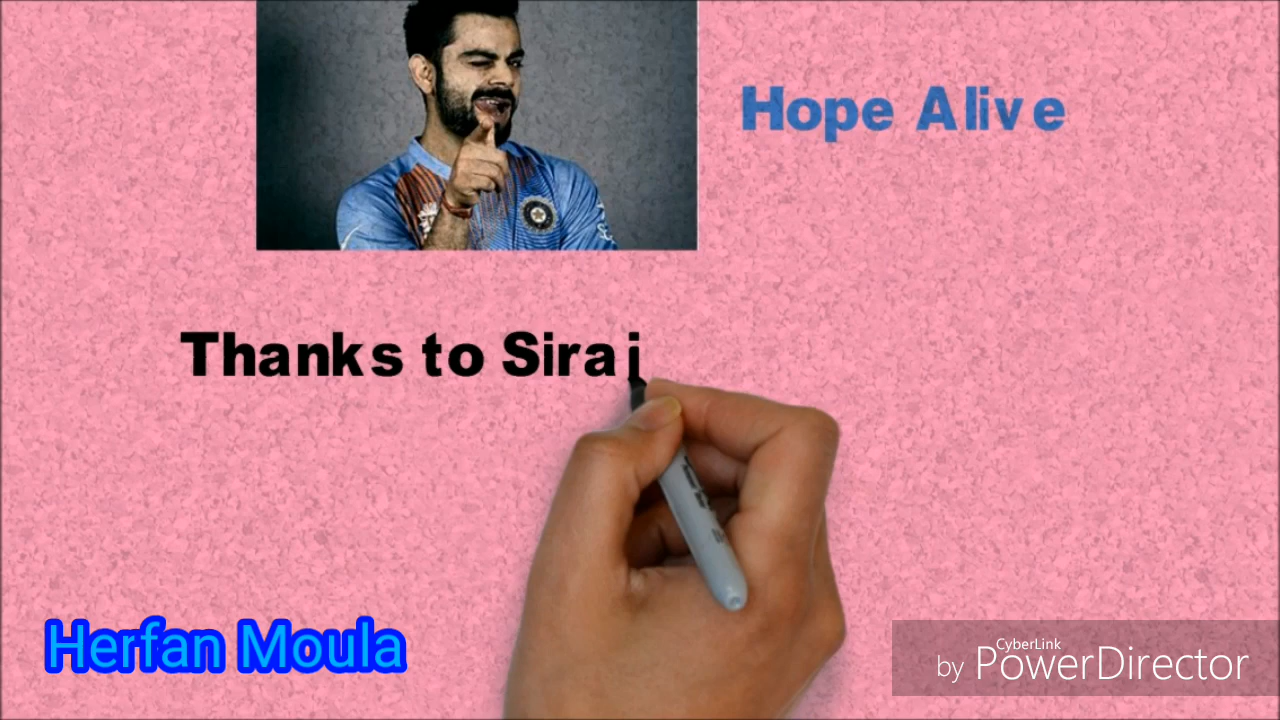 Hope Alive
Thanks to Siraj
Herfan Moula
CyberLink
by PowerDirector